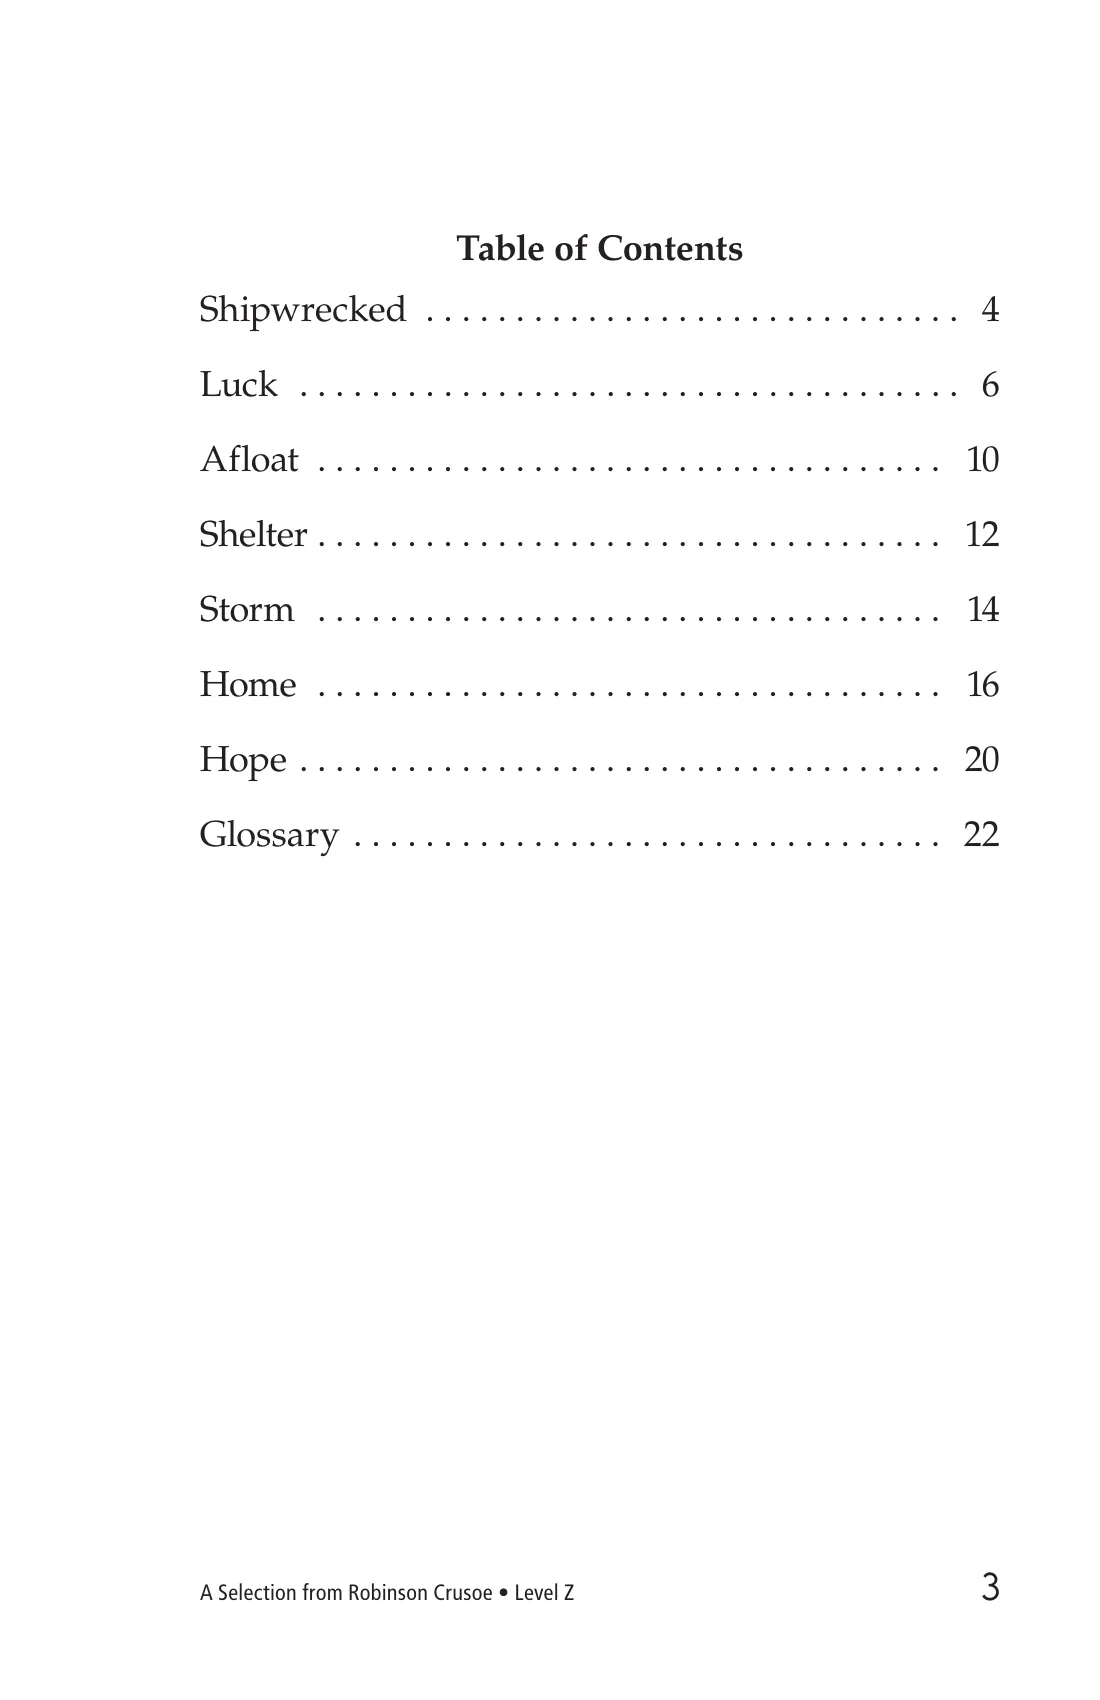 Table of Contents
Shipwrecked . . . . . . . . . . . . . . . . . . . . . . . . . . . . . . 4
Luck . . . . . . . . . . . . . . . . . . . . . . . . . . . . . . . . . . . . . 6
Afloat . . . . . . . . . . . . . . . . . . . . . . . . . . . . . . . . . . . 10
Shelter . . . . . . . . . . . . . . . . . . . . . . . . . . . . . . . . . . . 12
Storm . . . . . . . . . . . . . . . . . . . . . . . . . . . . . . . . . . . 14
Home . . . . . . . . . . . . . . . . . . . . . . . . . . . . . . . . . . . 16
Hope . . . . . . . . . . . . . . . . . . . . . . . . . . . . . . . . . . . . 20
Glossary . . . . . . . . . . . . . . . . . . . . . . . . . . . . . . . . . 22
A Selection from Robinson Crusoe • Level Z 3